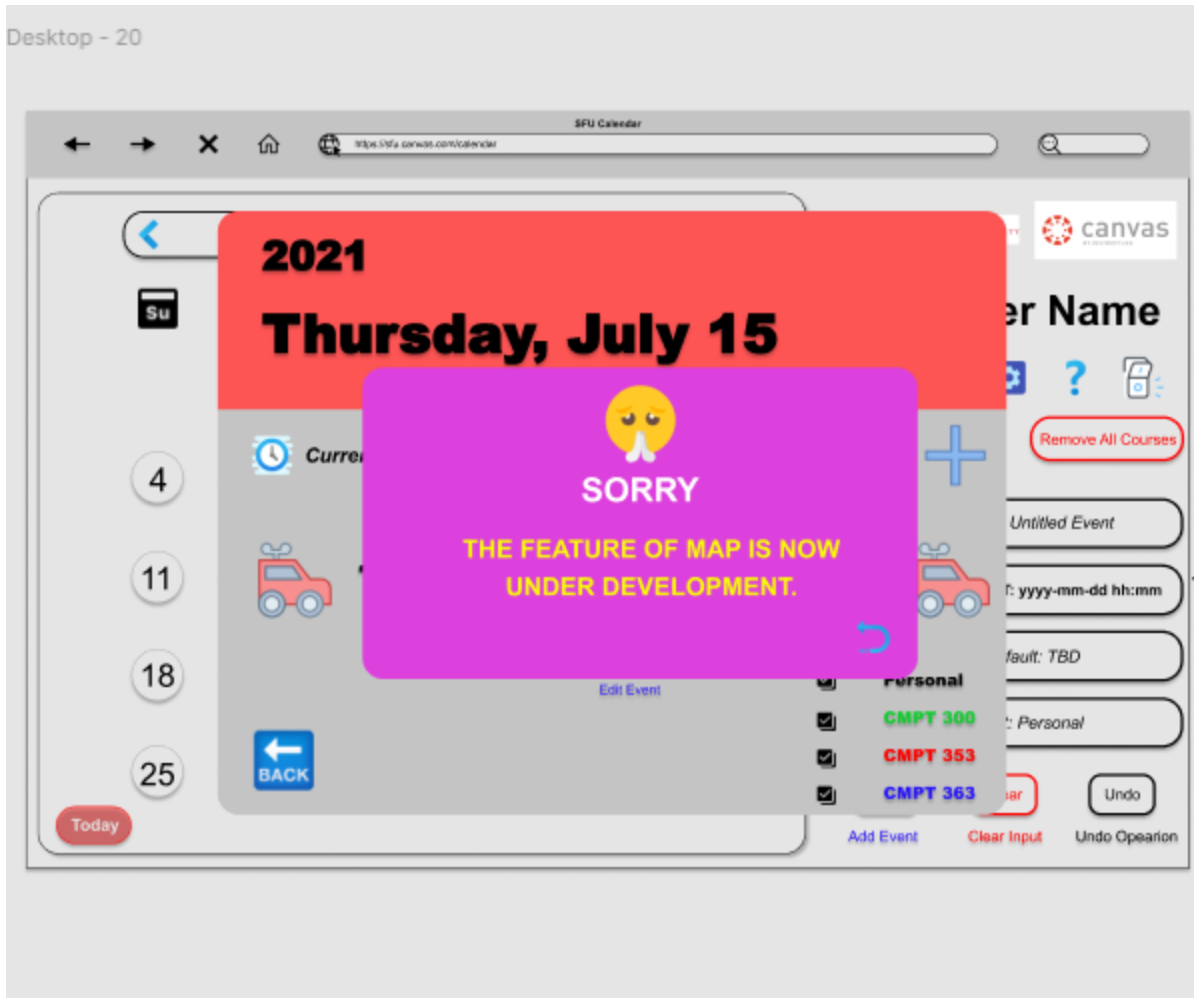 Desktop - 20
SFU Calendar
https://sfu.canvas.com/calendar
canvas
2021
Su
er Name
Thursday, July 15
Remove All Courses
Curre
4
SORRY
Untitled Event
THE FEATURE OF MAP IS NOW
11
T: yyyy-mm-dd hh:mm
UNDER DEVELOPMENT.
fault: TBD
18
Personal
Edit Event
CMPT 300
: Personal
CMPT 353
BACK
25
CMPT 363
ar
Undo
Today
Add Event
Clear Input
Undo Opearion